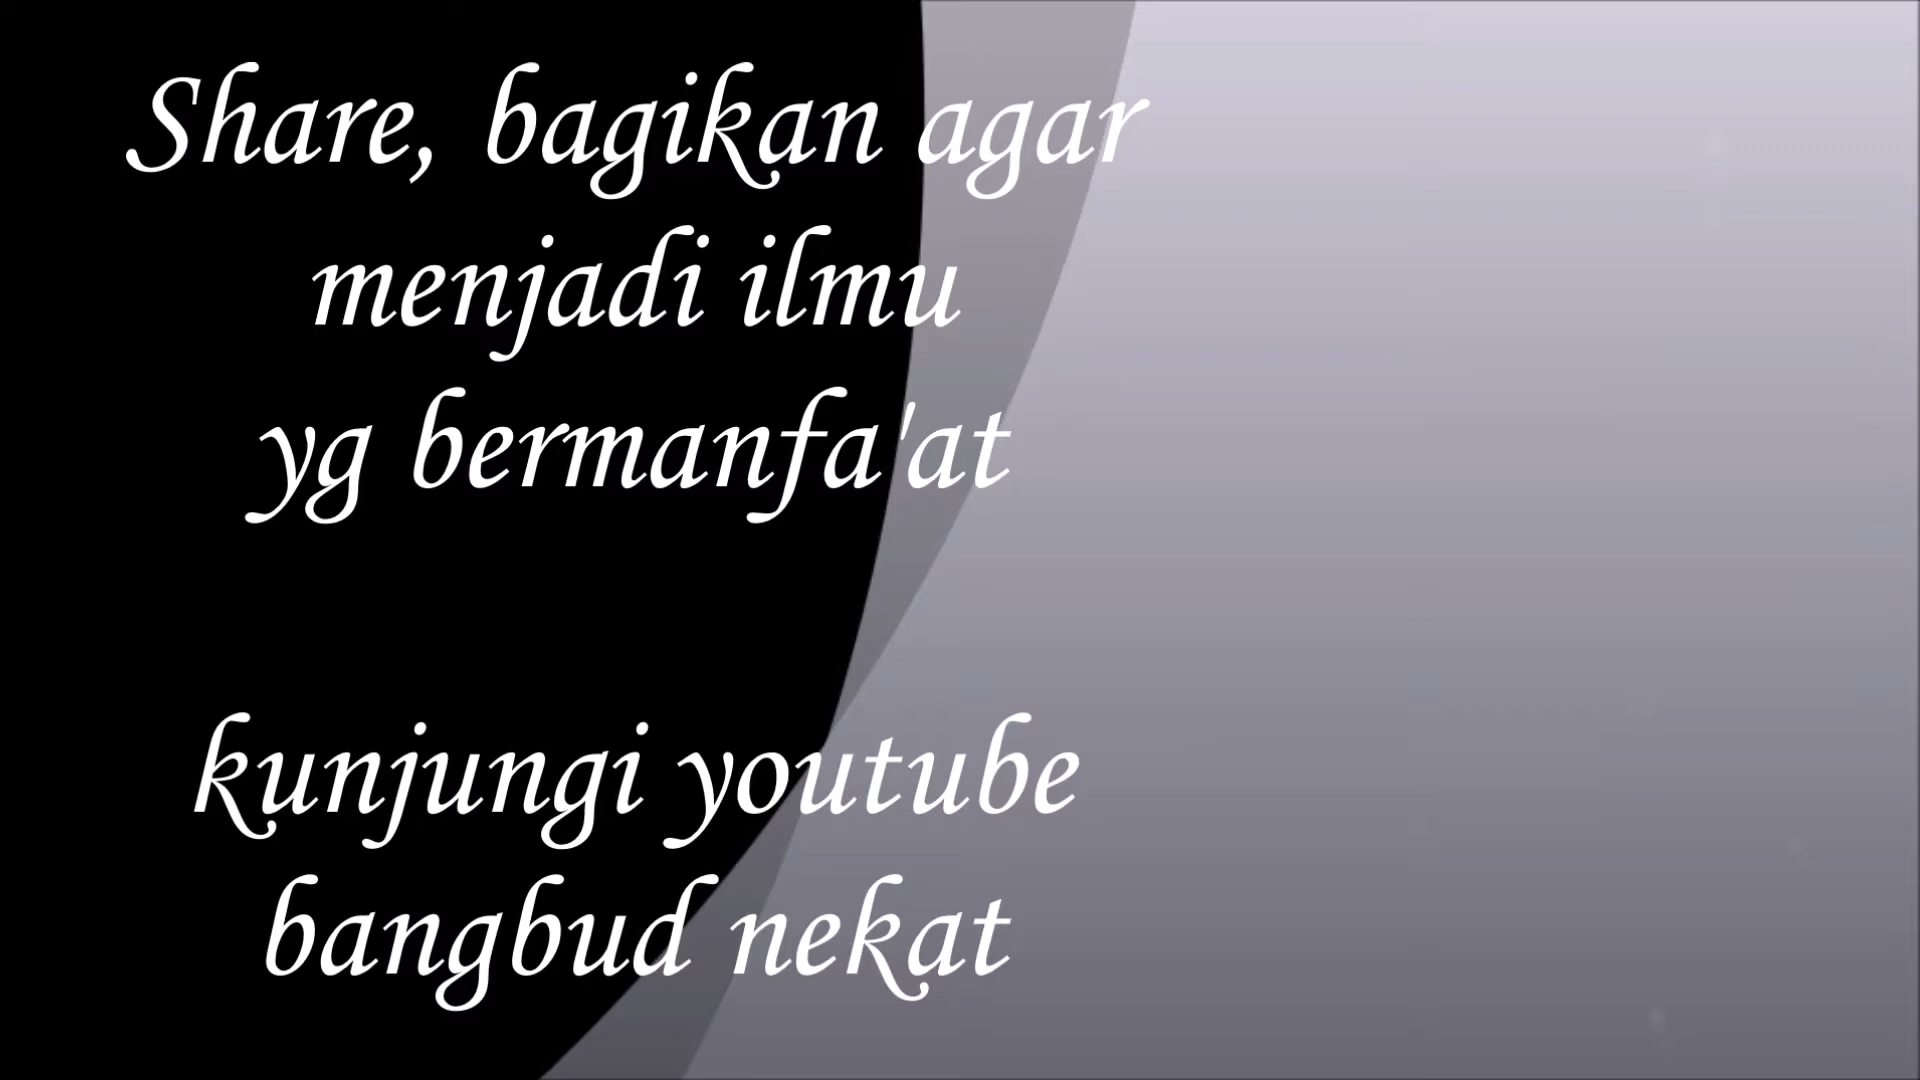 Share, bagikan agar
menjadi ilmu
yg bermanfa'at
kunjungi youtube
bangbud nekat